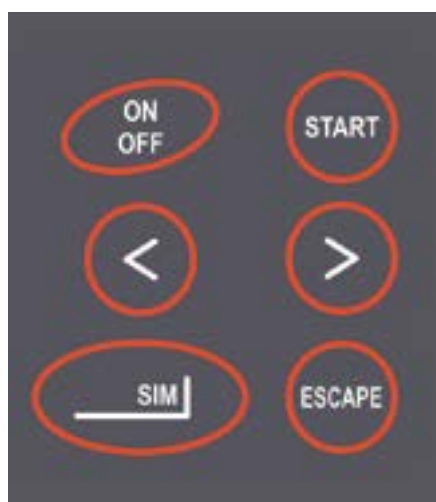 ON
OFF
START
<
>
SIM
ESCAPE